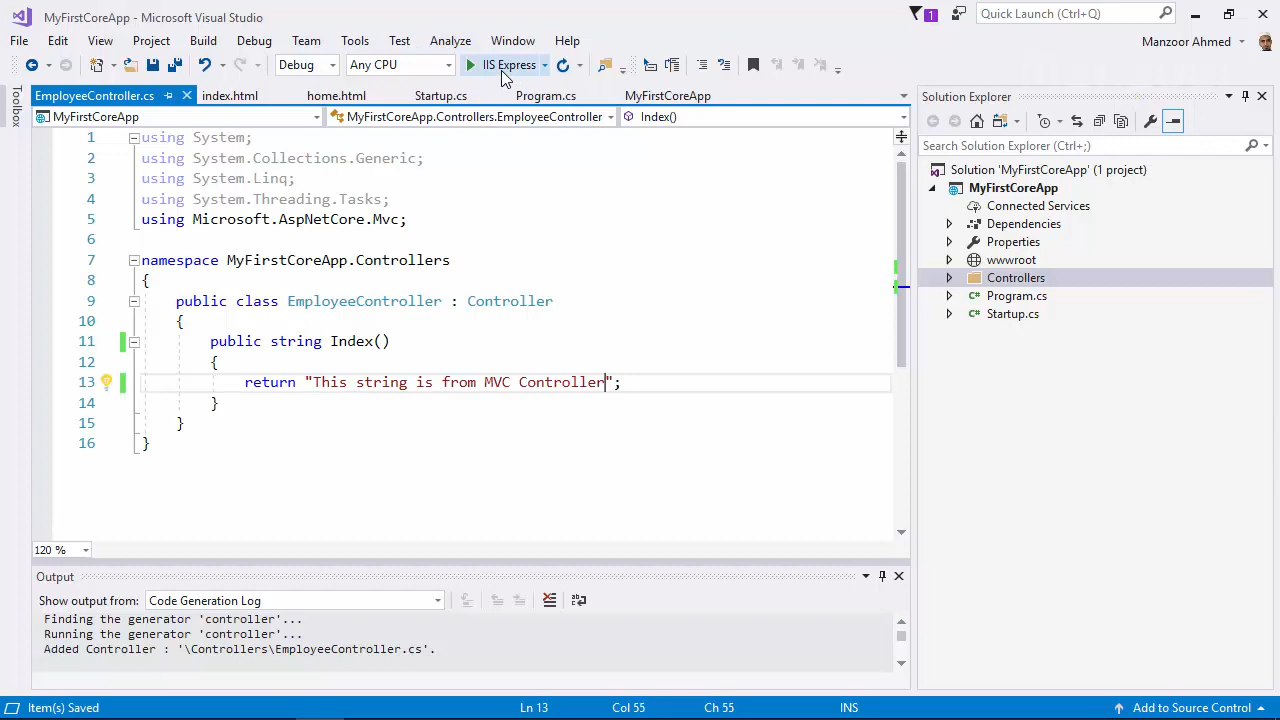 MyFirstCoreApp - Microsoft Visual Studio
1
Quick Launch (Ctrl+Q)
File Edit View Project Build Debug Team Tools Test Analyze Window Help
Manzoor Ahmed
Debug Any CPU IIS Express
Toolbox
EmployeeController.cs index.html home.html Startup.cs Program.cs MyFirstCoreApp
MyFirstCoreApp MyFirstCoreApp.Controllers.EmployeeController Index()
1 using System;
2 using System.Collections.Generic;
3 using System.Linq;
4 using System.Threading.Tasks;
5 using Microsoft.AspNetCore.Mvc;
6
7 namespace MyFirstCoreApp.Controllers
8 {
9 public class EmployeeController : Controller
10 {
11 public string Index()
12 {
13 return "This string is from MVC Controller";
14 }
15 }
16 }
120 %
Solution Explorer
Search Solution Explorer (Ctrl+;)
Solution 'MyFirstCoreApp' (1 project)
MyFirstCoreApp
Connected Services
Dependencies
Properties
wwwroot
Controllers
Program.cs
Startup.cs
Output
Show output from: Code Generation Log
Finding the generator 'controller'...
Running the generator 'controller'...
Added Controller : '\Controllers\EmployeeController.cs'.
Item(s) Saved Ln 13 Col 55 Ch 55 INS Add to Source Control